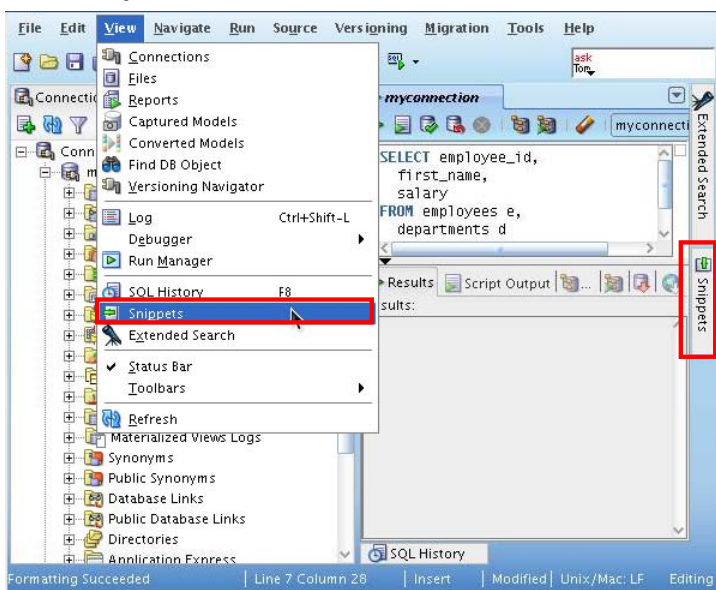 File Edit View Navigate Run Source Versioning Migration Tools Help
ask
Tom
Connections
Files
Reports
Captured Models
Converted Models
Find DB Object
Versioning Navigator
Log Ctrl+Shift-L
Debugger
Run Manager
SQL History F8
Snippets
Extended Search
Status Bar
Toolbars
Refresh
Connectio
Conn
m
Materialized Views Logs
Synonyms
Public Synonyms
Database Links
Public Database Links
Directories
Application Express
myconnection
myconnecti
SELECT employee_id,
first_name,
salary
FROM employees e,
departments d
Results Script Output ...
sults:
SQL History
Extended Search
Snippets
Formatting Succeeded Line 7 Column 28 Insert Modified Unix/Mac: LF Editing